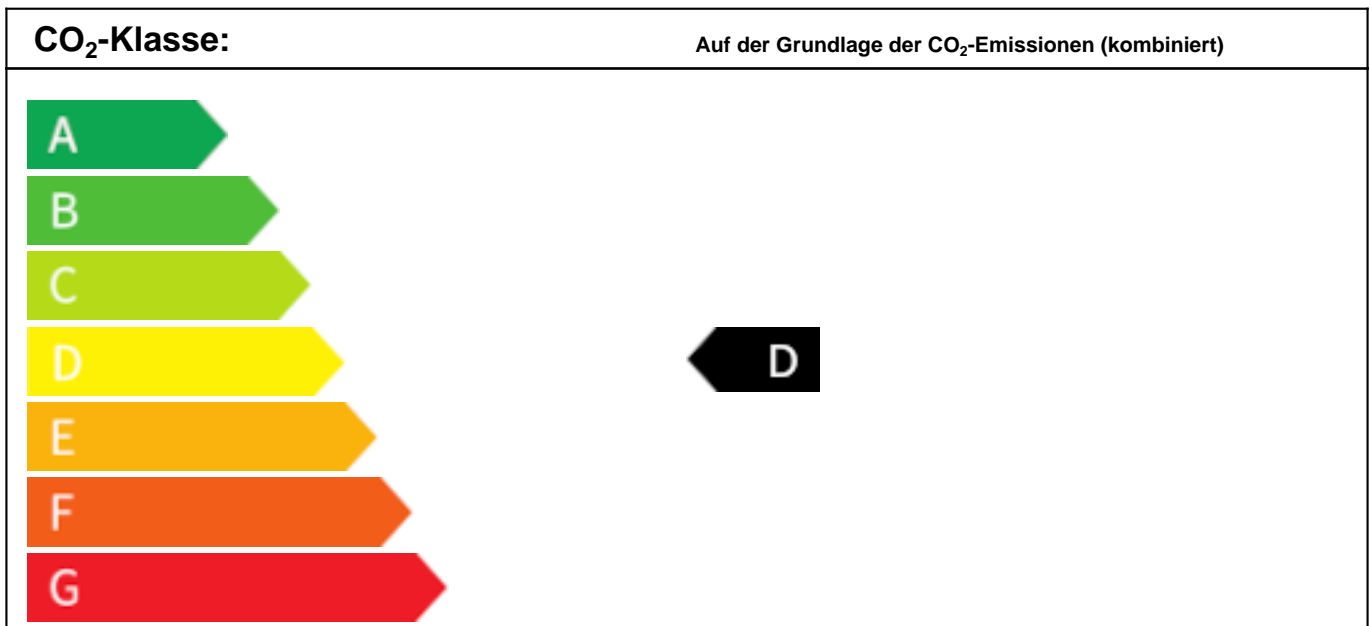 CO₂-Klasse: Auf der Grundlage der CO₂-Emissionen (kombiniert)
A
B
C
D D
E
F
G